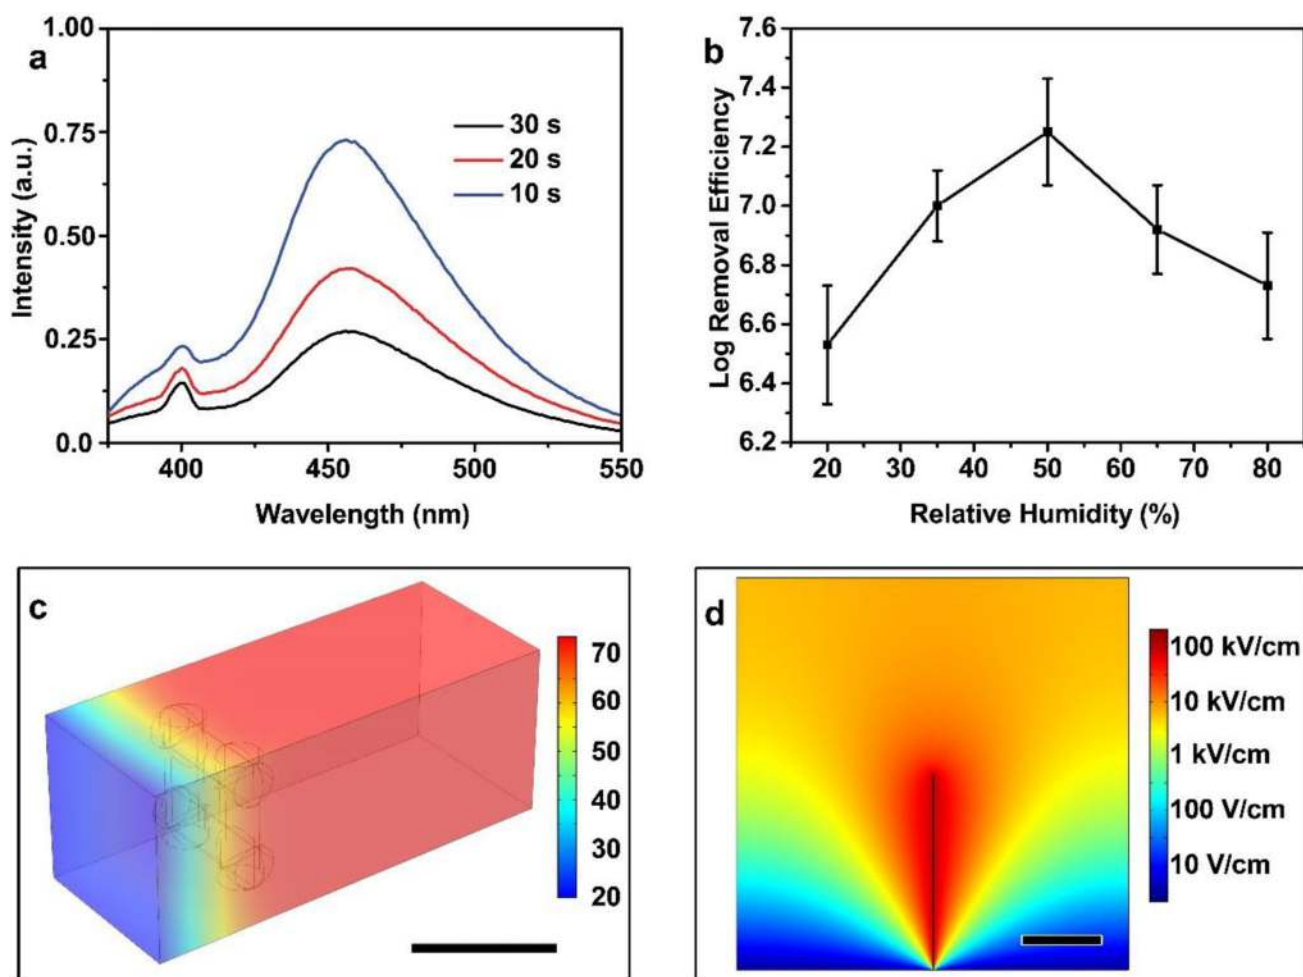 a
1.00
0.75
0.50
0.25
0.0
Intensity (a.u.)
30 s
20 s
10 s
400
450
500
550
Wavelength (nm)
b
7.6
7.4
7.2
7.0
6.8
6.6
6.4
6.2
Log Removal Efficiency
20
30
40
50
60
70
80
Relative Humidity (%)
c
70
60
50
40
30
20
d
100 kV/cm
10 kV/cm
1 kV/cm
100 V/cm
10 V/cm